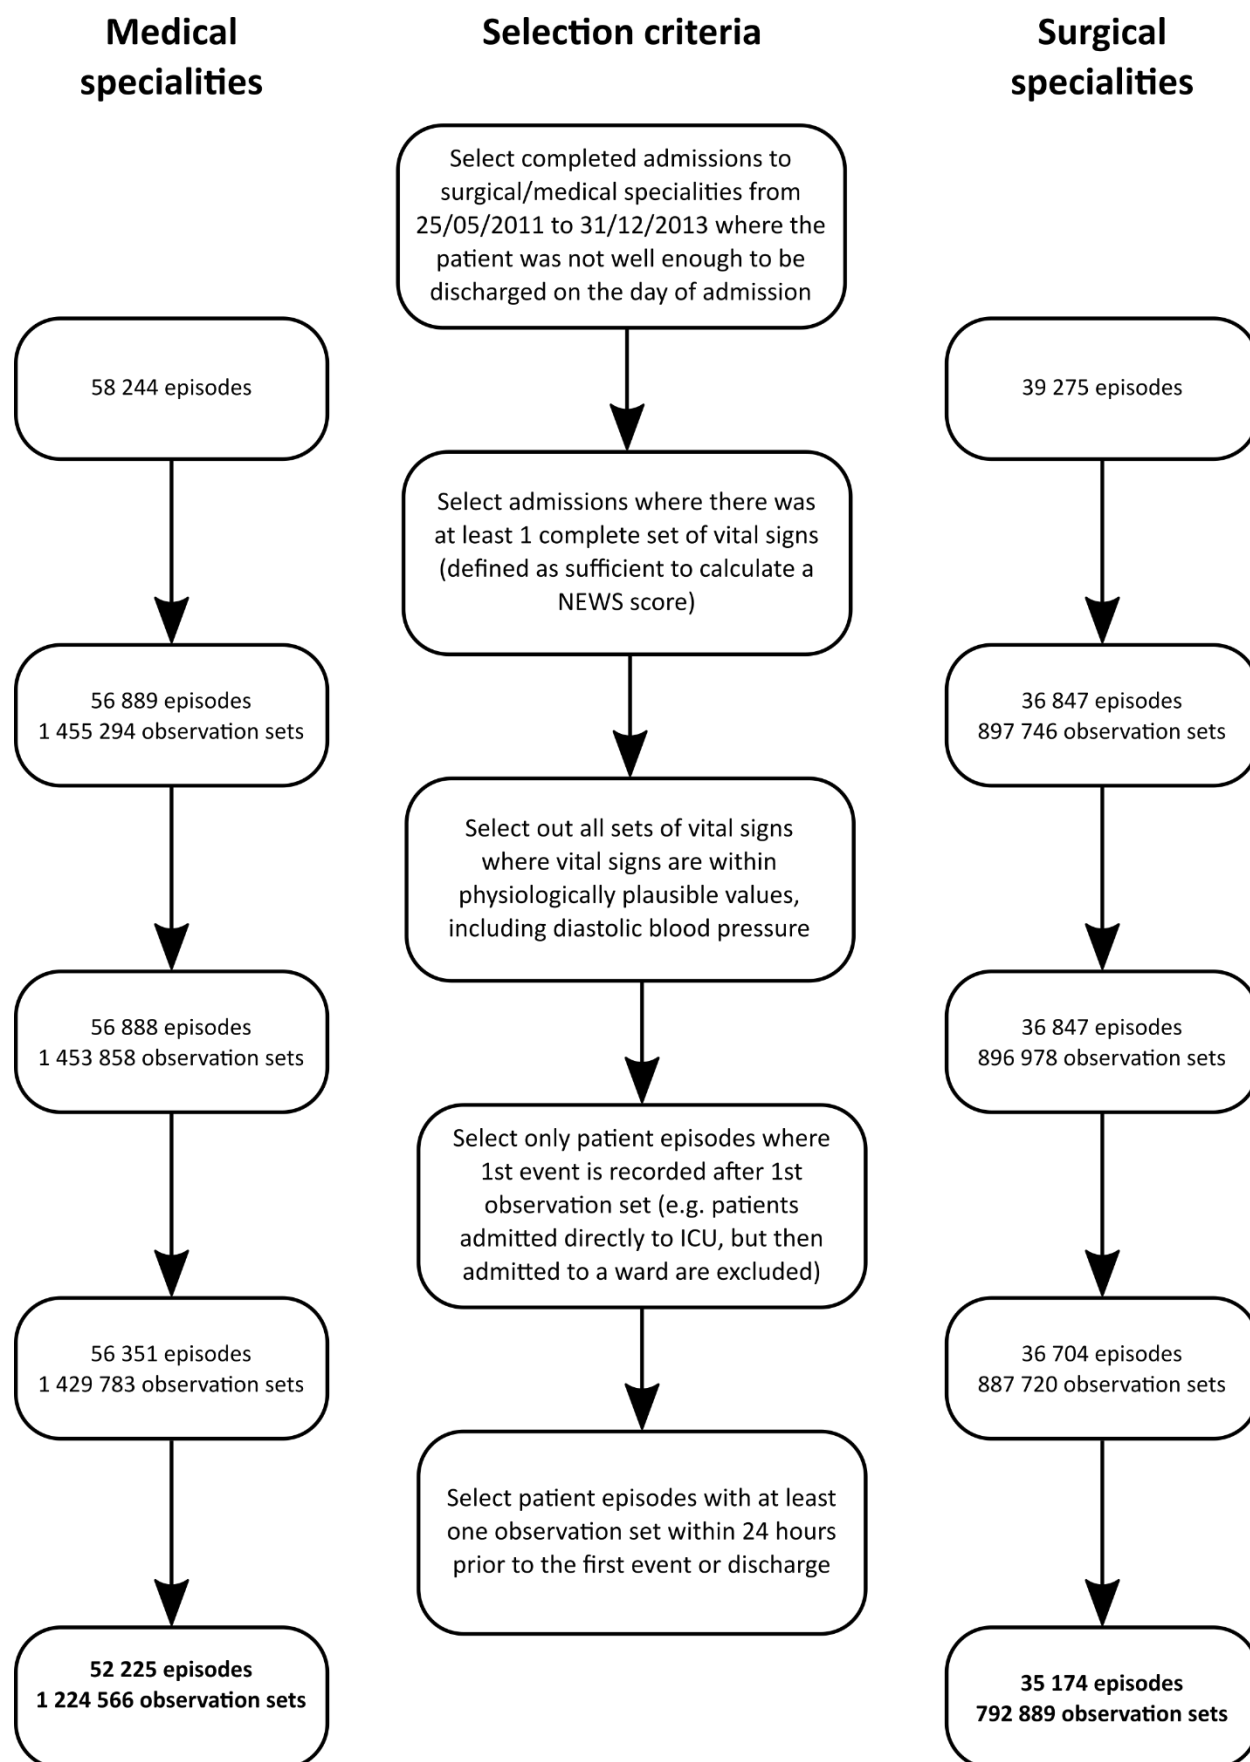 Medical
specialities
Selection criteria
Surgical
specialities
Select completed admissions to
surgical/medical specialities from
25/05/2011 to 31/12/2013 where the
patient was not well enough to be
discharged on the day of admission
58 244 episodes
39 275 episodes
Select admissions where there was
at least 1 complete set of vital signs
(defined as sufficient to calculate a
NEWS score)
56 889 episodes
1 455 294 observation sets
36 847 episodes
897 746 observation sets
Select out all sets of vital signs
where vital signs are within
physiologically plausible values,
including diastolic blood pressure
56 888 episodes
1 453 858 observation sets
36 847 episodes
896 978 observation sets
Select only patient episodes where
1st event is recorded after 1st
observation set (e.g. patients
admitted directly to ICU, but then
admitted to a ward are excluded)
56 351 episodes
1 429 783 observation sets
36 704 episodes
887 720 observation sets
Select patient episodes with at least
one observation set within 24 hours
prior to the first event or discharge
52 225 episodes
1 224 566 observation sets
35 174 episodes
792 889 observation sets